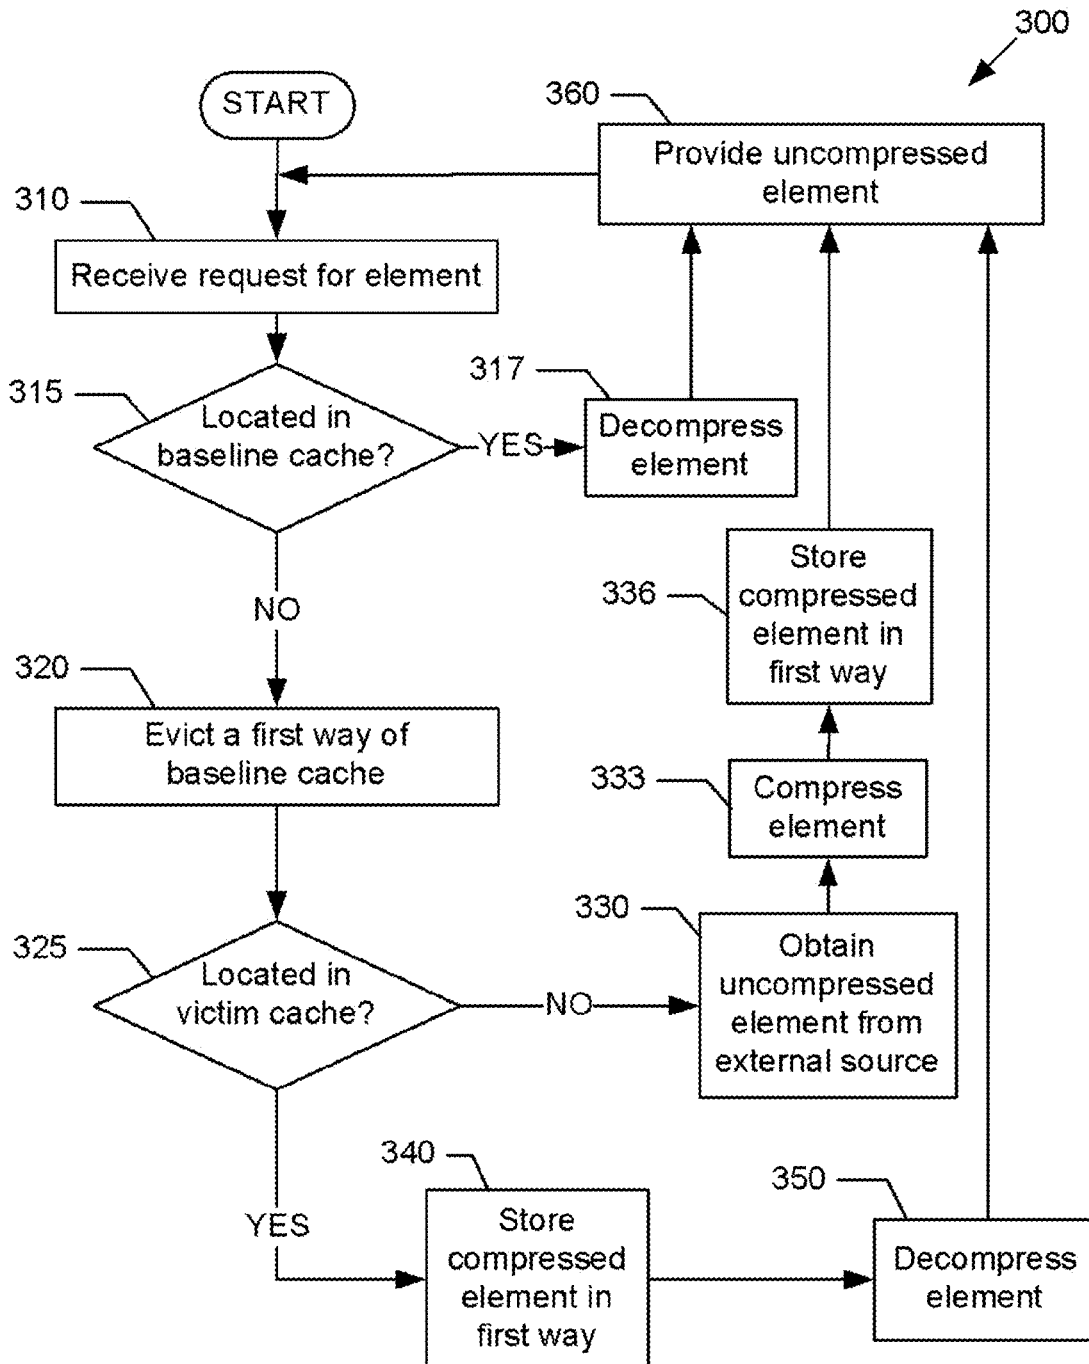 300
START
360
Provide uncompressed
element
310
Receive request for element
315
Located in
baseline cache?
YES
317
Decompress
element
NO
336
Store
compressed
element in
first way
320
Evict a first way of
baseline cache
333
Compress
element
325
Located in
victim cache?
NO
330
Obtain
uncompressed
element from
external source
YES
340
Store
compressed
element in
first way
350
Decompress
element